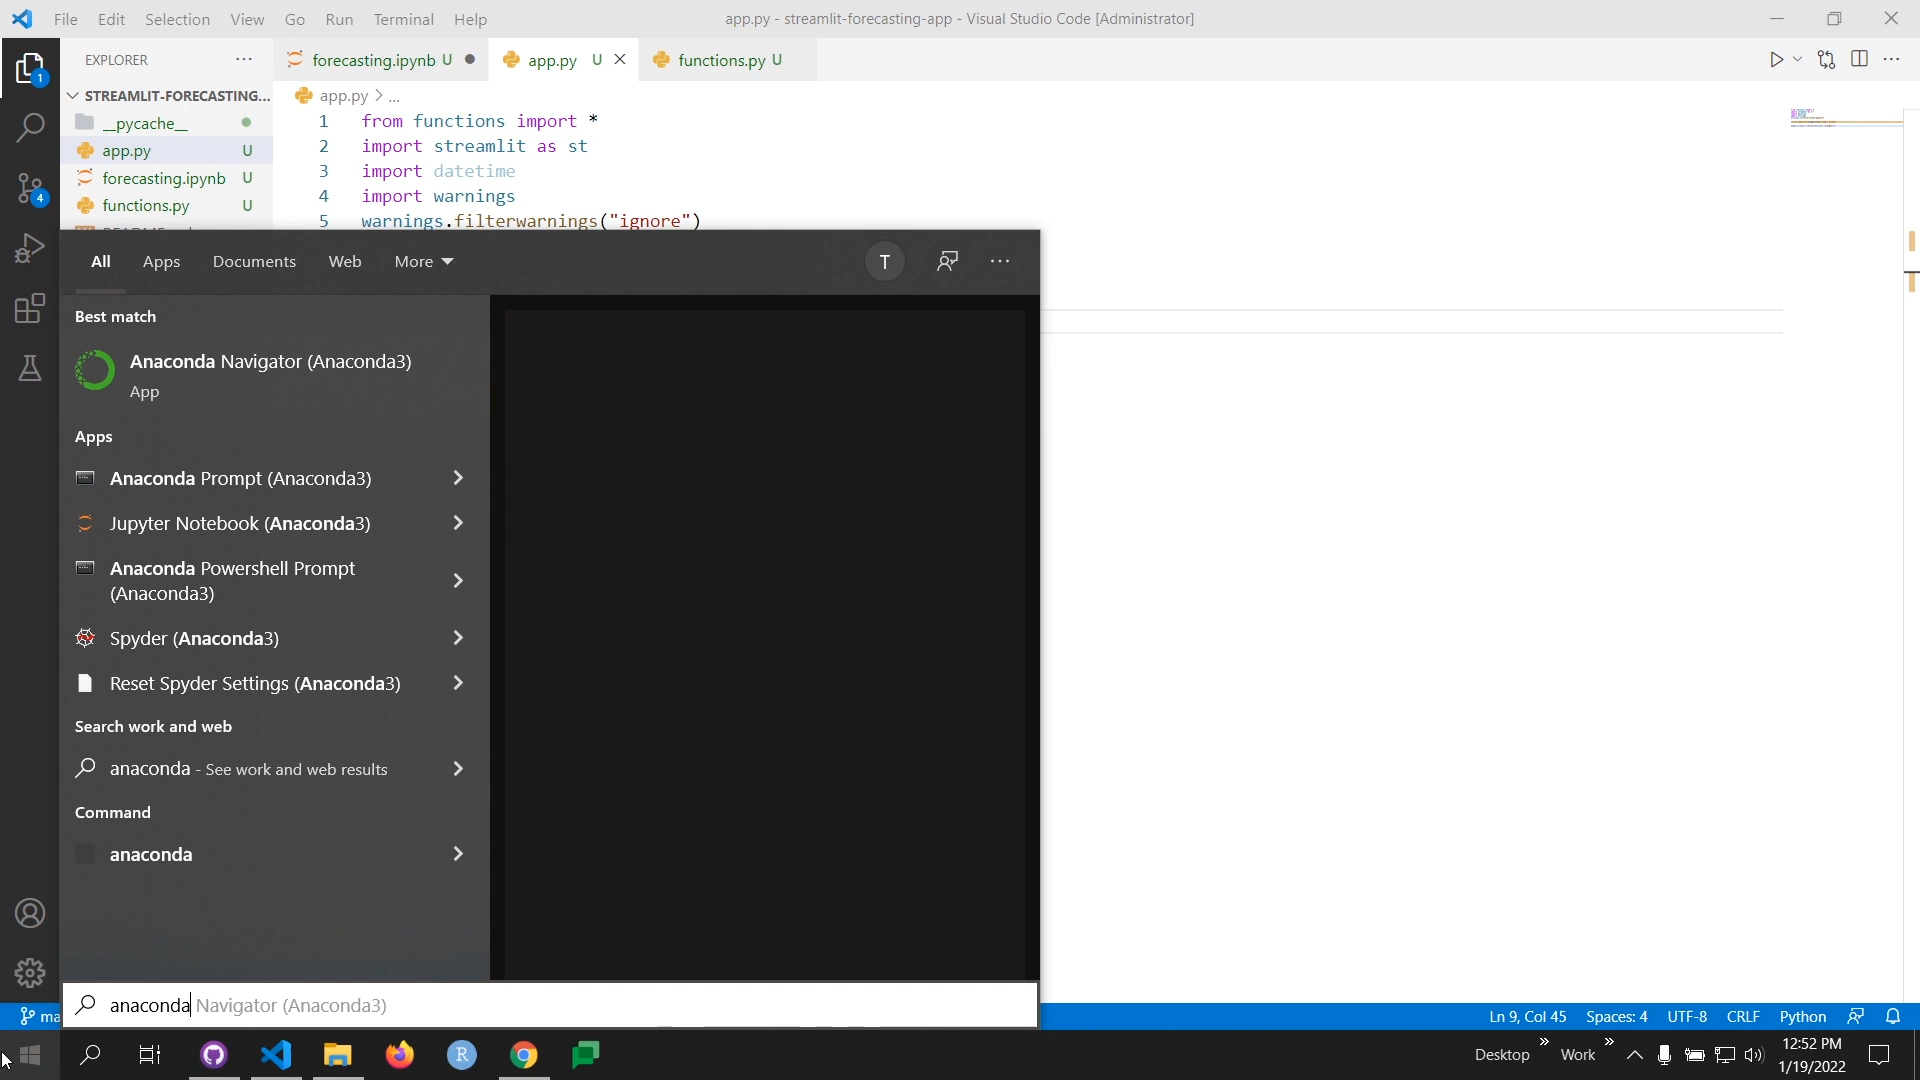 File Edit Selection View Go Run Terminal Help
app.py - streamlit-forecasting-app - Visual Studio Code [Administrator]
EXPLORER
forecasting.ipynb U
app.py U
functions.py U
STREAMLIT-FORECASTING...
app.py > ...
__pycache__
app.py U
forecasting.ipynb U
functions.py U
1 from functions import *
2 import streamlit as st
3 import datetime
4 import warnings
5 warnings.filterwarnings("ignore")
1
4
All Apps Documents Web More
T
Best match
Anaconda Navigator (Anaconda3)
App
Apps
Anaconda Prompt (Anaconda3)
Jupyter Notebook (Anaconda3)
Anaconda Powershell Prompt
(Anaconda3)
Spyder (Anaconda3)
Reset Spyder Settings (Anaconda3)
Search work and web
anaconda - See work and web results
Command
anaconda
anaconda Navigator (Anaconda3)
Ln 9, Col 45 Spaces: 4 UTF-8 CRLF Python
R
Desktop » Work »
12:52 PM
1/19/2022